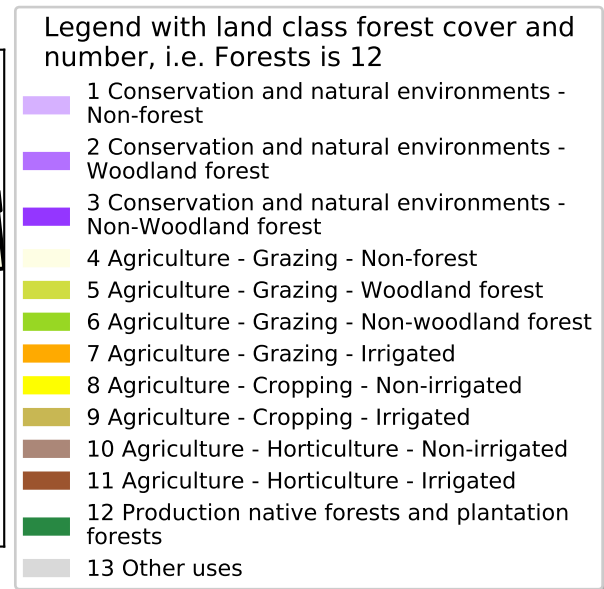 Legend with land class forest cover and
number, i.e. Forests is 12
1 Conservation and natural environments -
Non-forest
2 Conservation and natural environments -
Woodland forest
3 Conservation and natural environments -
Non-Woodland forest
4 Agriculture - Grazing - Non-forest
5 Agriculture - Grazing - Woodland forest
6 Agriculture - Grazing - Non-woodland forest
7 Agriculture - Grazing - Irrigated
8 Agriculture - Cropping - Non-irrigated
9 Agriculture - Cropping - Irrigated
10 Agriculture - Horticulture - Non-irrigated
11 Agriculture - Horticulture - Irrigated
12 Production native forests and plantation
forests
13 Other uses